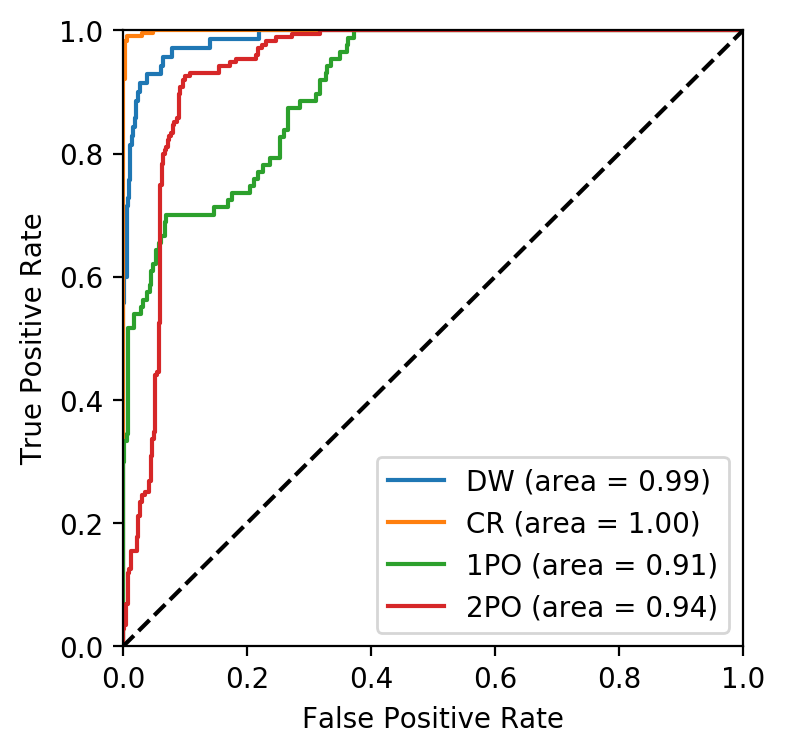 1.0
0.8
0.6
0.4
0.2
0.0
True Positive Rate
DW (area = 0.99)
CR (area = 1.00)
1PO (area = 0.91)
2PO (area = 0.94)
0.0 0.2 0.4 0.6 0.8 1.0
False Positive Rate